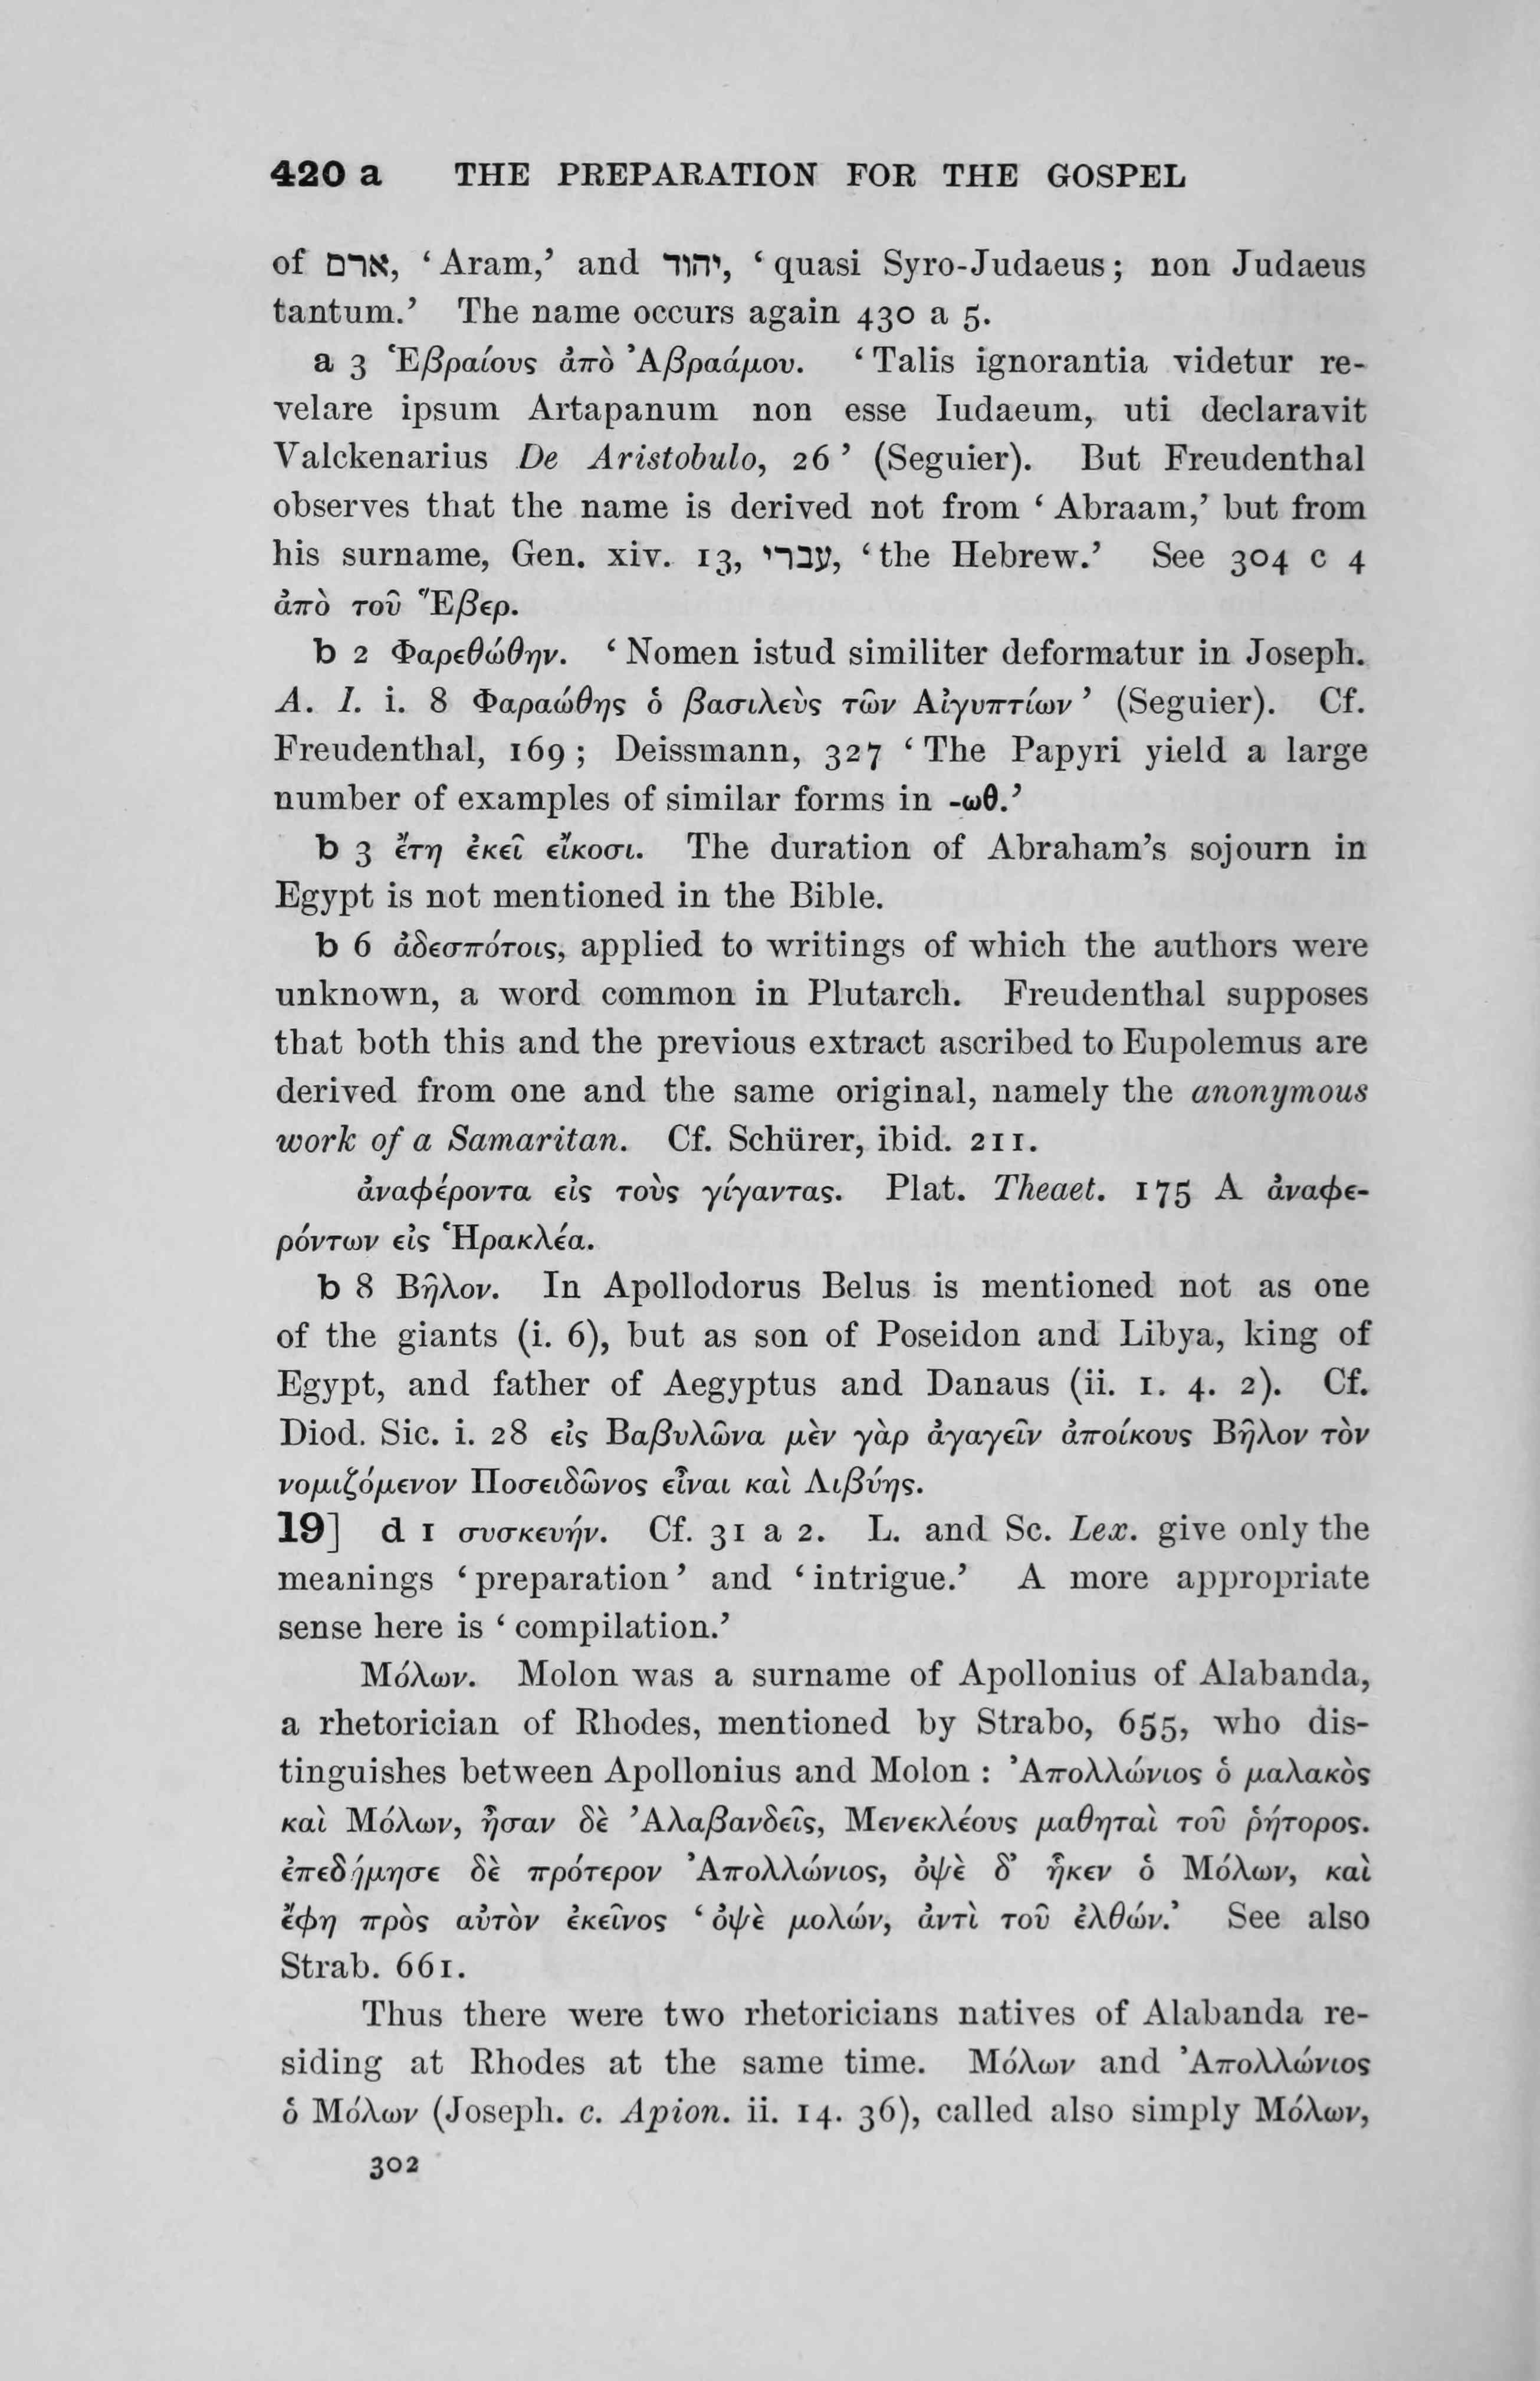 420 a THE PREPARATION FOR THE GOSPEL
of ארם, ‘Aram,’ and יהוד, ‘quasi Syro-Judaeus; non Judaeus
tantum.’ The name occurs again 430 a 5.
a 3 Ἑβραίους ἀπὸ Ἀβραάμου. ‘Talis ignorantia videtur re-
velare ipsum Artapanum non esse Iudaeum, uti declaravit
Valckenarius De Aristobulo, 26’ (Seguier). But Freudenthal
observes that the name is derived not from ‘Abraam,’ but from
his surname, Gen. xiv. 13, עברי, ‘the Hebrew.’ See 304 c 4
ἀπὸ τοῦ Ἕβερ.
b 2 Φαρεθώθην. ‘Nomen istud similiter deformatur in Joseph.
A. I. i. 8 Φαραώθης ὁ βασιλεὺς τῶν Αἰγυπτίων’ (Seguier). Cf.
Freudenthal, 169; Deissmann, 327 ‘The Papyri yield a large
number of examples of similar forms in -ωθ.’
b 3 ἔτη ἐκεῖ εἴκοσι. The duration of Abraham’s sojourn in
Egypt is not mentioned in the Bible.
b 6 ἀδεσπότοις, applied to writings of which the authors were
unknown, a word common in Plutarch. Freudenthal supposes
that both this and the previous extract ascribed to Eupolemus are
derived from one and the same original, namely the anonymous
work of a Samaritan. Cf. Schürer, ibid. 211.
ἀναφέροντα εἰς τοὺς γίγαντας. Plat. Theaet. 175 A ἀναφε-
ρόντων εἰς Ἡρακλέα.
b 8 Βῆλον. In Apollodorus Belus is mentioned not as one
of the giants (i. 6), but as son of Poseidon and Libya, king of
Egypt, and father of Aegyptus and Danaus (ii. 1. 4. 2). Cf.
Diod. Sic. i. 28 εἰς Βαβυλῶνα μὲν γὰρ ἀγαγεῖν ἀποίκους Βῆλον τὸν
νομιζόμενον Ποσειδῶνος εἶναι καὶ Λιβύης.
19] d 1 συσκευήν. Cf. 31 a 2. L. and Sc. Lex. give only the
meanings ‘preparation’ and ‘intrigue.’ A more appropriate
sense here is ‘compilation.’
Μόλων. Molon was a surname of Apollonius of Alabanda,
a rhetorician of Rhodes, mentioned by Strabo, 655, who dis-
tinguishes between Apollonius and Molon: Ἀπολλώνιος ὁ μαλακὸς
καὶ Μόλων, ἦσαν δὲ Ἀλαβανδεῖς, Μενεκλέους μαθηταὶ τοῦ ῥήτορος.
ἐπεδήμησε δὲ πρότερον Ἀπολλώνιος, ὀψὲ δ’ ἧκεν ὁ Μόλων, καὶ
ἔφη πρὸς αὐτὸν ἐκεῖνος ‘ὀψὲ μολών, ἀντὶ τοῦ ἐλθών.’ See also
Strab. 661.
Thus there were two rhetoricians natives of Alabanda re-
siding at Rhodes at the same time. Μόλων and Ἀπολλώνιος
ὁ Μόλων (Joseph. c. Apion. ii. 14. 36), called also simply Μόλων,
302